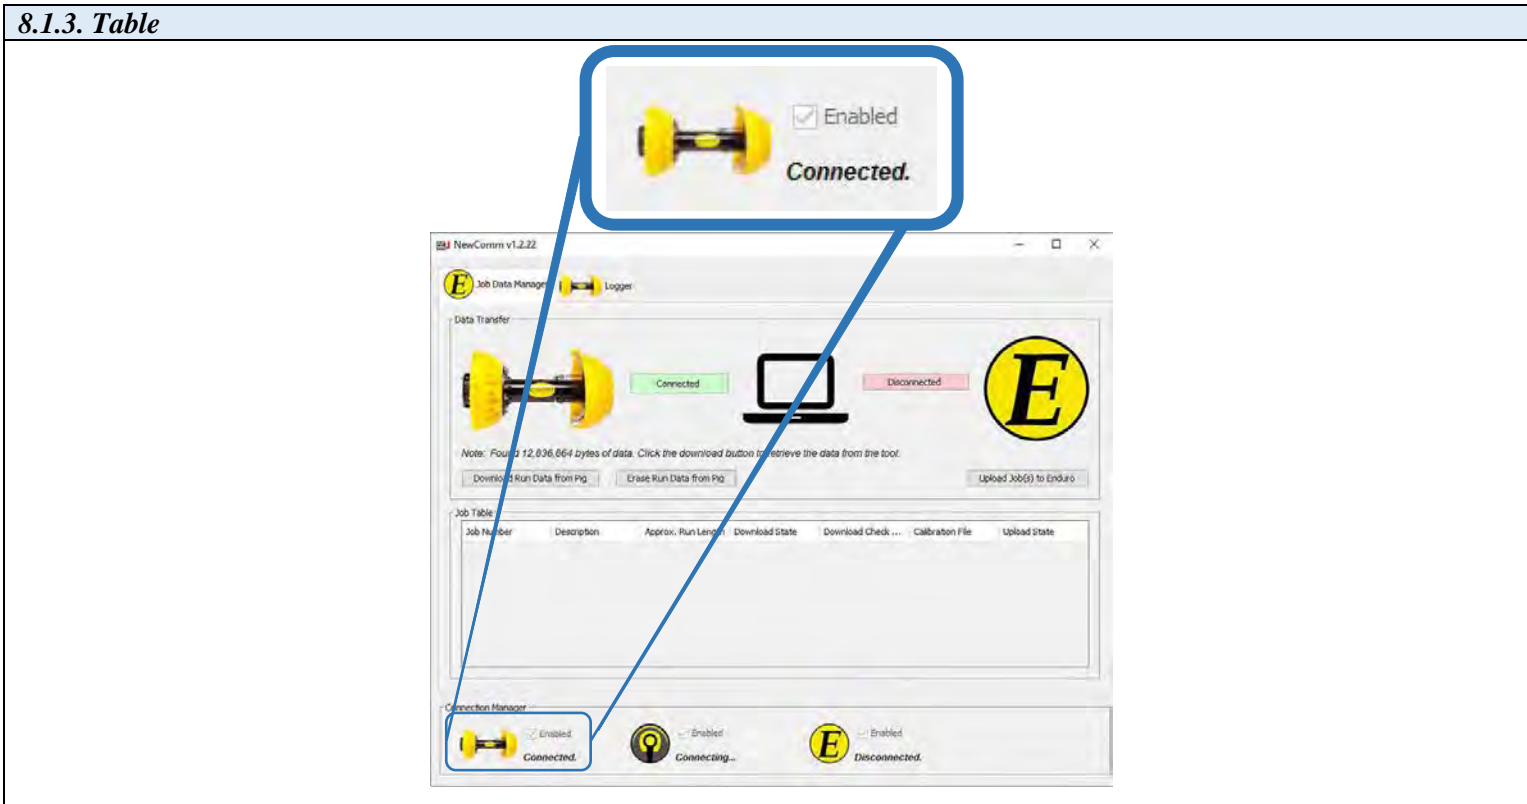 8.1.3. Table
Enabled
Connected.
NewComm v1.2.22
E Job Data Manager Logger
Data Transfer
Connected
Disconnected
E
Note: Found 12,836,864 bytes of data. Click the download button to retrieve the data from the tool.
Download Run Data from Pig Erase Run Data from Pig Upload Job(s) to Enduro
Job Table
Job Number Description Approx. Run Length Download State Download Check ... Calibration File Upload State
Connection Manager
Enabled Enabled E Enabled
Connected. Connecting... Disconnected.